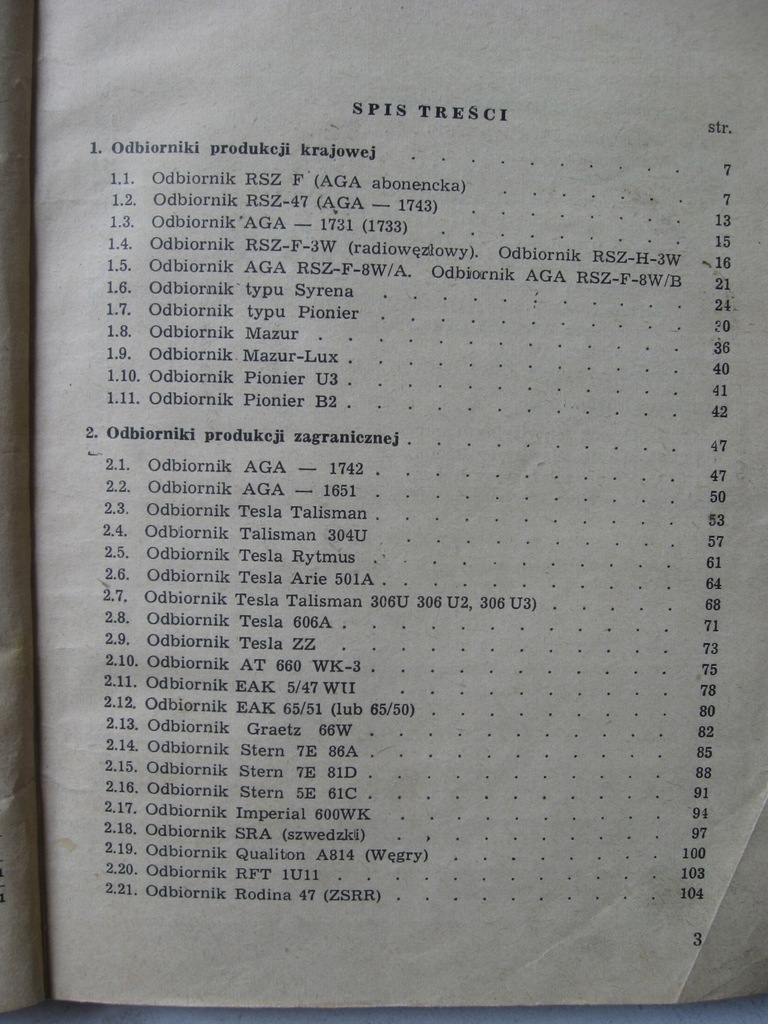 SPIS TREŚCI
str.
1. Odbiorniki produkcji krajowej . . . . . . . . 7
1.1. Odbiornik RSZ F (AGA abonencka) . . . . . . 7
1.2. Odbiornik RSZ-47 (AGA — 1743) . . . . . . . 13
1.3. Odbiornik AGA — 1731 (1733) . . . . . . . . 15
1.4. Odbiornik RSZ-F-3W (radiowęzłowy). Odbiornik RSZ-H-3W 16
1.5. Odbiornik AGA RSZ-F-8W/A. Odbiornik AGA RSZ-F-8W/B 21
1.6. Odbiornik typu Syrena . . . . . . . . . . 24
1.7. Odbiornik typu Pionier . . . . . . . . . . 30
1.8. Odbiornik Mazur . . . . . . . . . . . . 36
1.9. Odbiornik Mazur-Lux . . . . . . . . . . . 40
1.10. Odbiornik Pionier U3 . . . . . . . . . . . 41
1.11. Odbiornik Pionier B2 . . . . . . . . . . . 42
2. Odbiorniki produkcji zagranicznej . . . . . . . . . 47
2.1. Odbiornik AGA — 1742 . . . . . . . . . . 47
2.2. Odbiornik AGA — 1651 . . . . . . . . . . 50
2.3. Odbiornik Tesla Talisman . . . . . . . . . . 53
2.4. Odbiornik Talisman 304U . . . . . . . . . . 57
2.5. Odbiornik Tesla Rytmus . . . . . . . . . . 61
2.6. Odbiornik Tesla Arie 501A . . . . . . . . . . 64
2.7. Odbiornik Tesla Talisman 306U 306 U2, 306 U3) . . . . . 68
2.8. Odbiornik Tesla 606A . . . . . . . . . . . 71
2.9. Odbiornik Tesla ZZ . . . . . . . . . . . 73
2.10. Odbiornik AT 660 WK-3 . . . . . . . . . . 75
2.11. Odbiornik EAK 5/47 WII . . . . . . . . . 78
2.12. Odbiornik EAK 65/51 (lub 65/50) . . . . . . . . 80
2.13. Odbiornik Graetz 66W . . . . . . . . . . 82
2.14. Odbiornik Stern 7E 86A . . . . . . . . . . 85
2.15. Odbiornik Stern 7E 81D . . . . . . . . . . 88
2.16. Odbiornik Stern 5E 61C . . . . . . . . . . 91
2.17. Odbiornik Imperial 600WK . . . . . . . . . 94
2.18. Odbiornik SRA (szwedzki) . . . . . . . . . 97
2.19. Odbiornik Qualiton A814 (Węgry) . . . . . . . 100
2.20. Odbiornik RFT 1U11 . . . . . . . . . . . 103
2.21. Odbiornik Rodina 47 (ZSRR) . . . . . . . . . 104
3